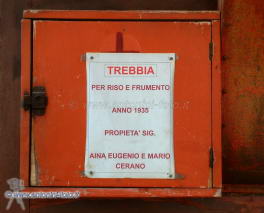 TREBBIA
PER RISO E FRUMENTO
ANNO 1935
PROPIETA' SIG.
AINA EUGENIO E MARIO
CERANO